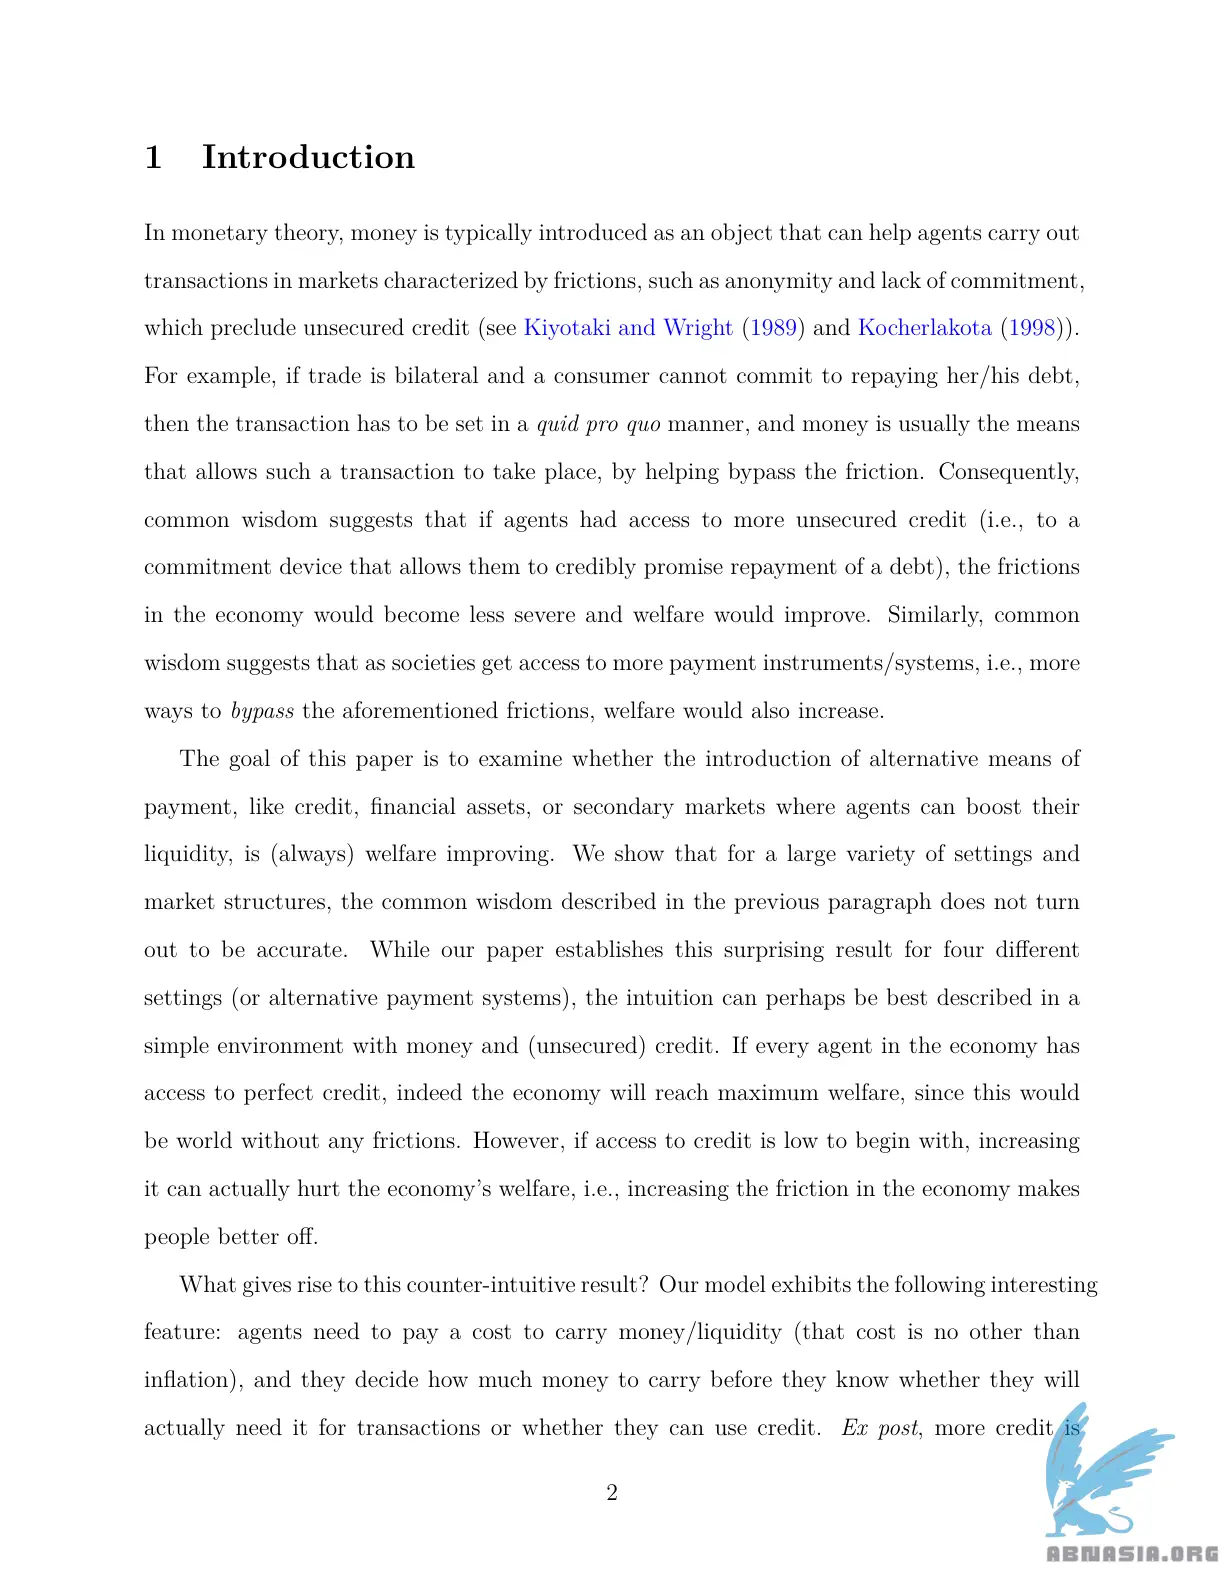 1 Introduction
In monetary theory, money is typically introduced as an object that can help agents carry out
transactions in markets characterized by frictions, such as anonymity and lack of commitment,
which preclude unsecured credit (see Kiyotaki and Wright (1989) and Kocherlakota (1998)).
For example, if trade is bilateral and a consumer cannot commit to repaying her/his debt,
then the transaction has to be set in a quid pro quo manner, and money is usually the means
that allows such a transaction to take place, by helping bypass the friction. Consequently,
common wisdom suggests that if agents had access to more unsecured credit (i.e., to a
commitment device that allows them to credibly promise repayment of a debt), the frictions
in the economy would become less severe and welfare would improve. Similarly, common
wisdom suggests that as societies get access to more payment instruments/systems, i.e., more
ways to bypass the aforementioned frictions, welfare would also increase.
The goal of this paper is to examine whether the introduction of alternative means of
payment, like credit, financial assets, or secondary markets where agents can boost their
liquidity, is (always) welfare improving. We show that for a large variety of settings and
market structures, the common wisdom described in the previous paragraph does not turn
out to be accurate. While our paper establishes this surprising result for four different
settings (or alternative payment systems), the intuition can perhaps be best described in a
simple environment with money and (unsecured) credit. If every agent in the economy has
access to perfect credit, indeed the economy will reach maximum welfare, since this would
be world without any frictions. However, if access to credit is low to begin with, increasing
it can actually hurt the economy's welfare, i.e., increasing the friction in the economy makes
people better off.
What gives rise to this counter-intuitive result? Our model exhibits the following interesting
feature: agents need to pay a cost to carry money/liquidity (that cost is no other than
inflation), and they decide how much money to carry before they know whether they will
actually need it for transactions or whether they can use credit. Ex post, more credit is
2
ABNASIA.ORG